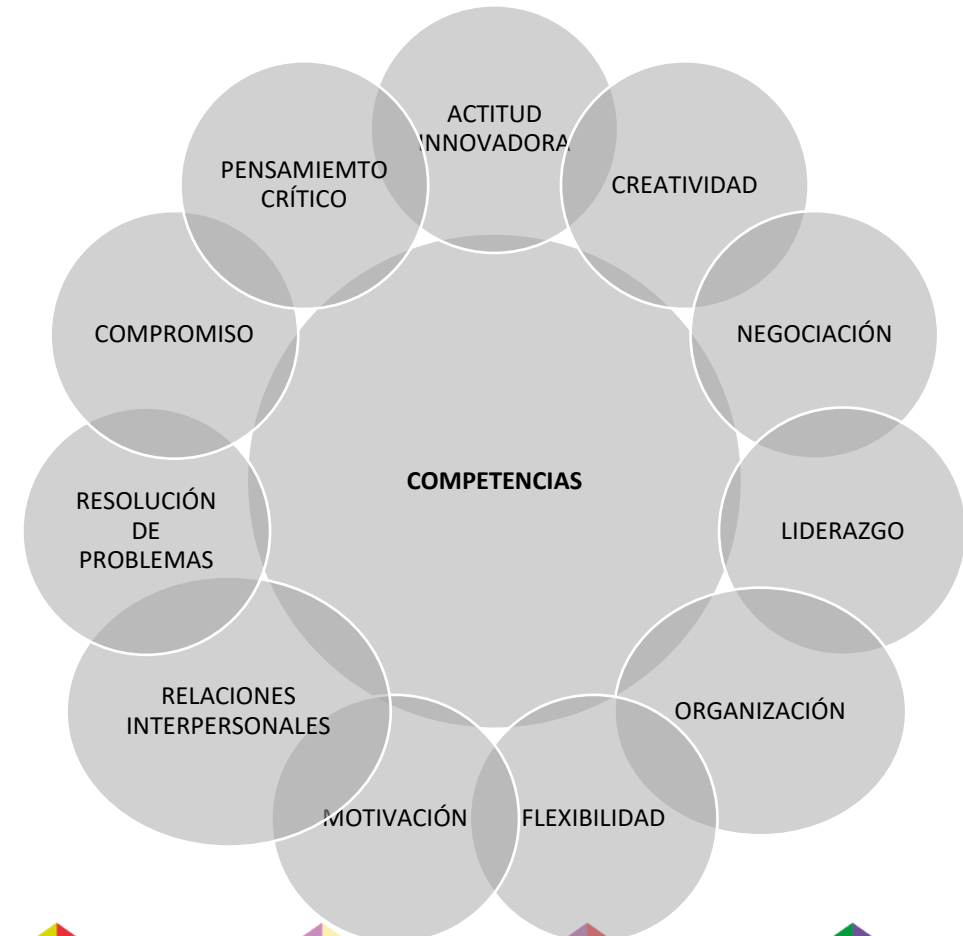 ACTITUD
INNOVADORA
CREATIVIDAD
NEGOCIACIÓN
LIDERAZGO
ORGANIZACIÓN
FLEXIBILIDAD
MOTIVACIÓN
RELACIONES
INTERPERSONALES
RESOLUCIÓN
DE
PROBLEMAS
COMPROMISO
PENSAMIEMTO
CRÍTICO
COMPETENCIAS